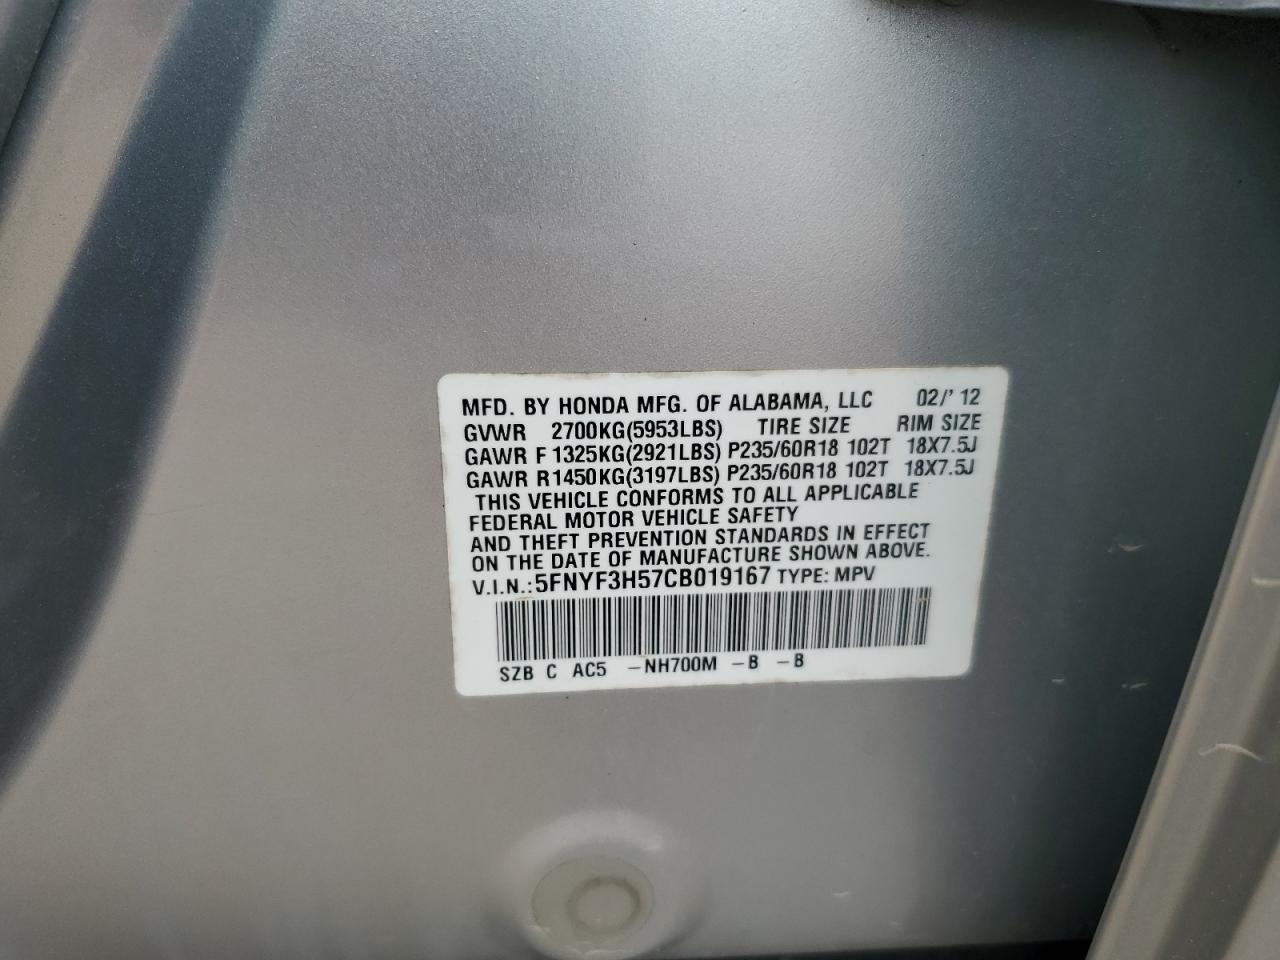 MFD. BY HONDA MFG. OF ALABAMA, LLC 02/'12
GVWR 2700KG(5953LBS) TIRE SIZE RIM SIZE
GAWR F 1325KG(2921LBS) P235/60R18 102T 18X7.5J
GAWR R1450KG(3197LBS) P235/60R18 102T 18X7.5J
THIS VEHICLE CONFORMS TO ALL APPLICABLE
FEDERAL MOTOR VEHICLE SAFETY
AND THEFT PREVENTION STANDARDS IN EFFECT
ON THE DATE OF MANUFACTURE SHOWN ABOVE.
V.I.N.:5FNYF3H57CB019167 TYPE: MPV
SZB C AC5 -NH700M -B -B